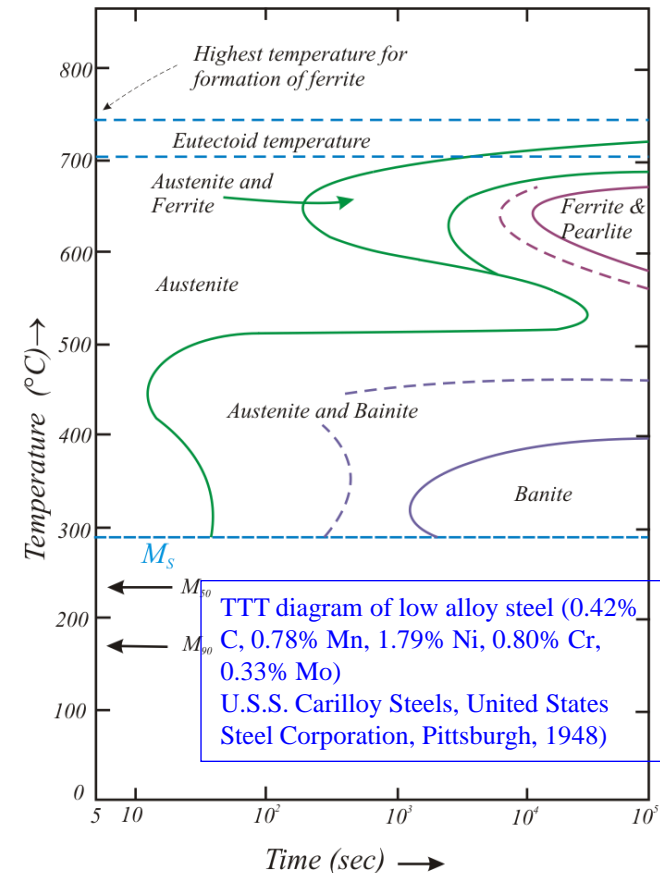 800
Highest temperature for
formation of ferrite
Eutectoid temperature
700
Austenite and
Ferrite
Ferrite &
Pearlite
600
Austenite
500
Temperature (°C)→
Austenite and Bainite
400
Banite
300
M_S
M_50
200
M_90
TTT diagram of low alloy steel (0.42%
C, 0.78% Mn, 1.79% Ni, 0.80% Cr,
0.33% Mo)
U.S.S. Carilloy Steels, United States
Steel Corporation, Pittsburgh, 1948)
100
0
5 10 10² 10³ 10⁴ 10⁵
Time (sec) →